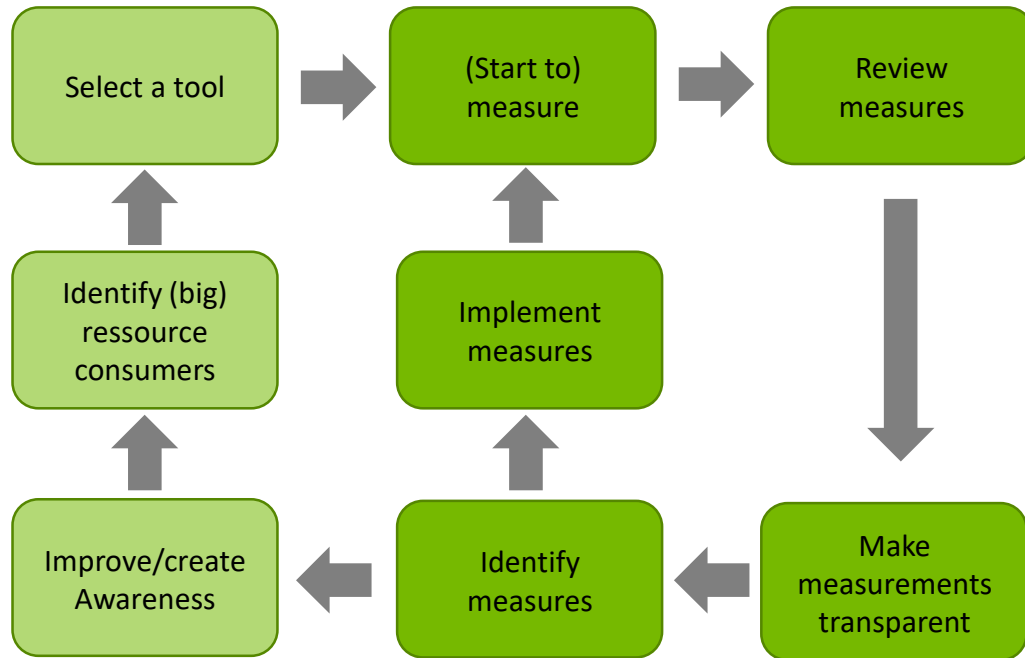 Select a tool
(Start to)
measure
Review
measures
Identify (big)
ressource
consumers
Implement
measures
Improve/create
Awareness
Identify
measures
Make
measurements
transparent